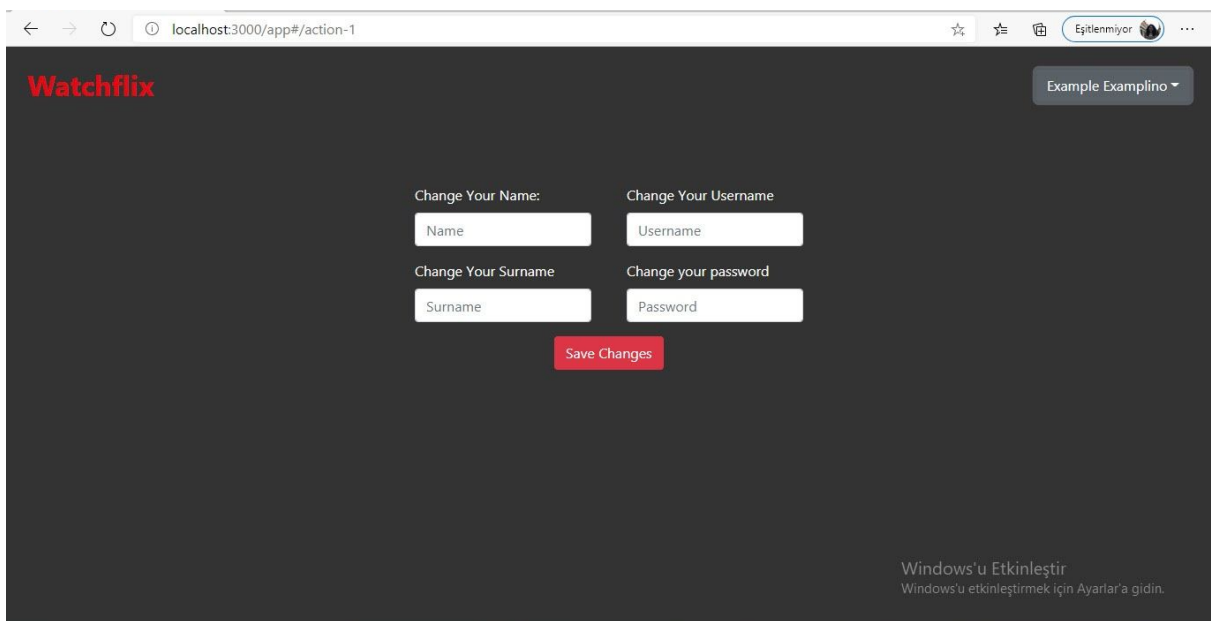 localhost:3000/app#/action-1
Eşitlenmiyor
Watchflix
Example Examplino
Change Your Name:
Change Your Username
Name
Username
Change Your Surname
Change your password
Surname
Password
Save Changes
Windows'u Etkinleştir
Windows'u etkinleştirmek için Ayarlar'a gidin.